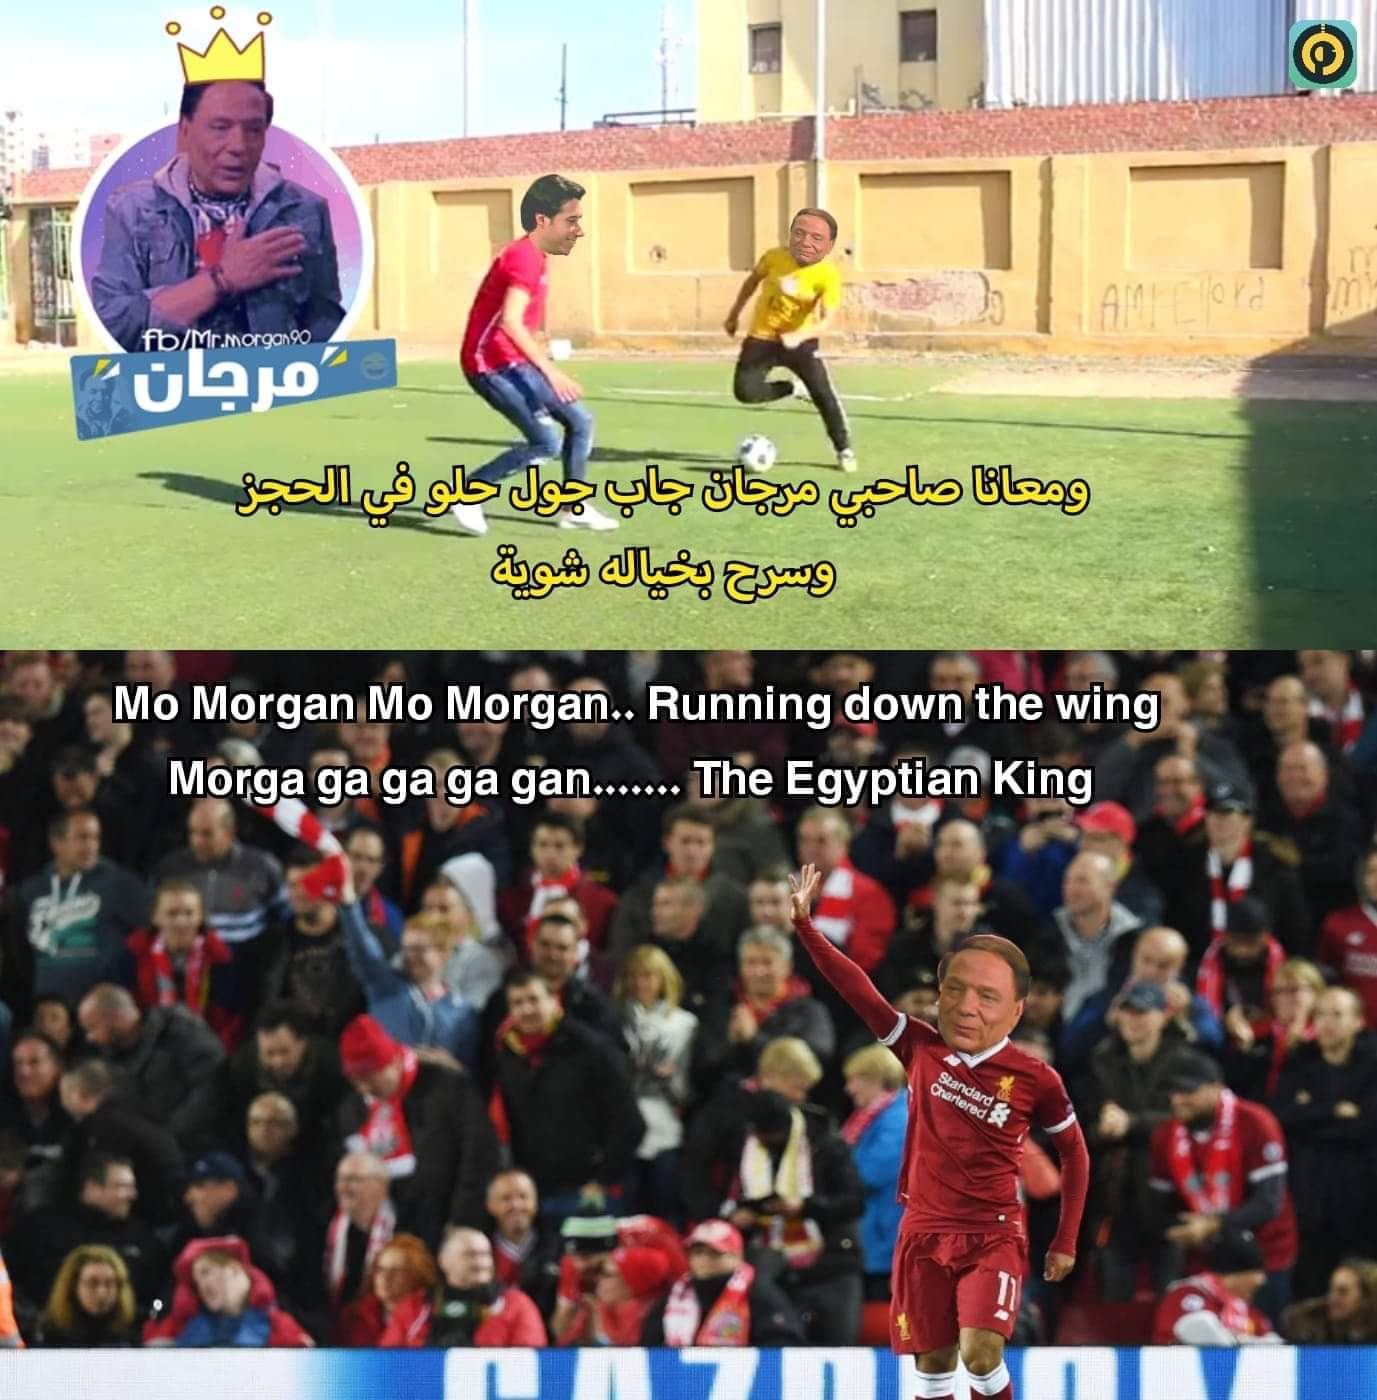 fb/Mr.morgan90
مرجان
ومعانا صاحبي مرجان جاب جول حلو في الحجز
وسرح بخياله شوية
Mo Morgan Mo Morgan.. Running down the wing
Morga ga ga ga gan....... The Egyptian King
Standard
Chartered
11